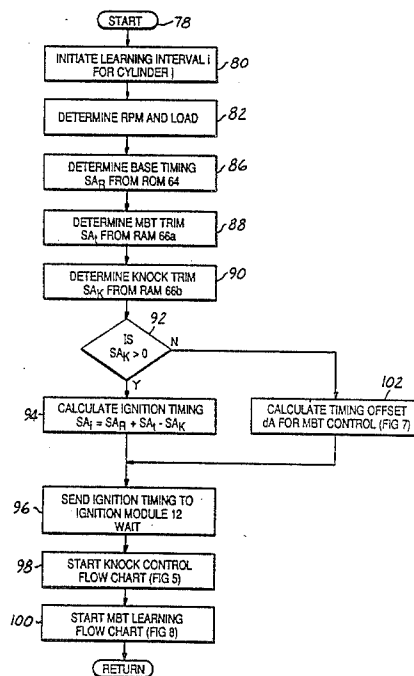 START 78
INITIATE LEARNING INTERVAL i
FOR CYLINDER j
80
DETERMINE RPM AND LOAD 82
DETERMINE BASE TIMING
SAR FROM ROM 64
86
DETERMINE MBT TRIM
SAt FROM RAM 66a
88
DETERMINE KNOCK TRIM
SAK FROM RAM 66b
90
92
IS
SAK > 0
N
Y
94
CALCULATE IGNITION TIMING
SAi = SAR + SAt - SAK
102
CALCULATE TIMING OFFSET
dA FOR MBT CONTROL (FIG 7)
96
SEND IGNITION TIMING TO
IGNITION MODULE 12
WAIT
98
START KNOCK CONTROL
FLOW CHART (FIG 5)
100
START MBT LEARNING
FLOW CHART (FIG 8)
RETURN